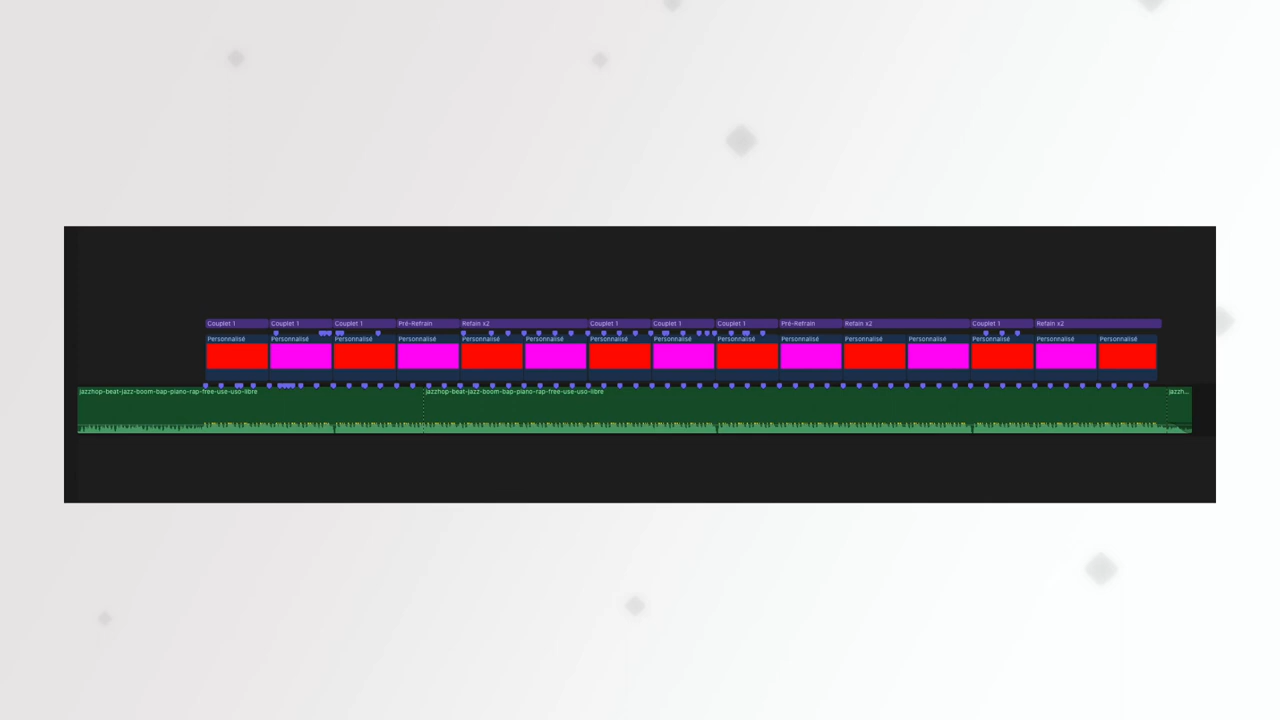 Couplet 1 Couplet 1 Couplet 1 Pré-Refrain Refain x2 Couplet 1 Couplet 1 Couplet 1 Pré-Refrain Refain x2 Couplet 1 Refain x2
Personnalisé Personnalisé Personnalisé Personnalisé Personnalisé Personnalisé Personnalisé Personnalisé Personnalisé Personnalisé Personnalisé Personnalisé Personnalisé Personnalisé Personnalisé
jazzhop-beat-jazz-boom-bap-piano-rap-free-use-uso-libre jazzhop-beat-jazz-boom-bap-piano-rap-free-use-uso-libre jazzh...